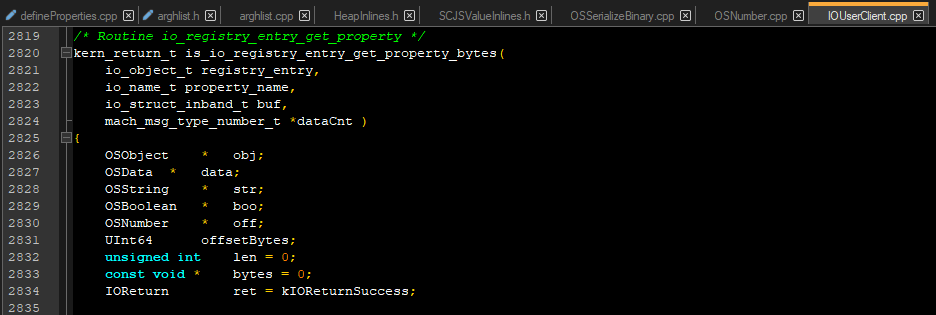 defineProperties.cpp arghlist.h arghlist.cpp HeapInlines.h SCJSValueInlines.h OSSerializeBinary.cpp OSNumber.cpp IOUserClient.cpp
2819 /* Routine io_registry_entry_get_property */
2820 kern_return_t is_io_registry_entry_get_property_bytes(
2821 io_object_t registry_entry,
2822 io_name_t property_name,
2823 io_struct_inband_t buf,
2824 mach_msg_type_number_t *dataCnt )
2825 {
2826 OSObject * obj;
2827 OSData * data;
2828 OSString * str;
2829 OSBoolean * boo;
2830 OSNumber * off;
2831 UInt64 offsetBytes;
2832 unsigned int len = 0;
2833 const void * bytes = 0;
2834 IOReturn ret = kIOReturnSuccess;
2835